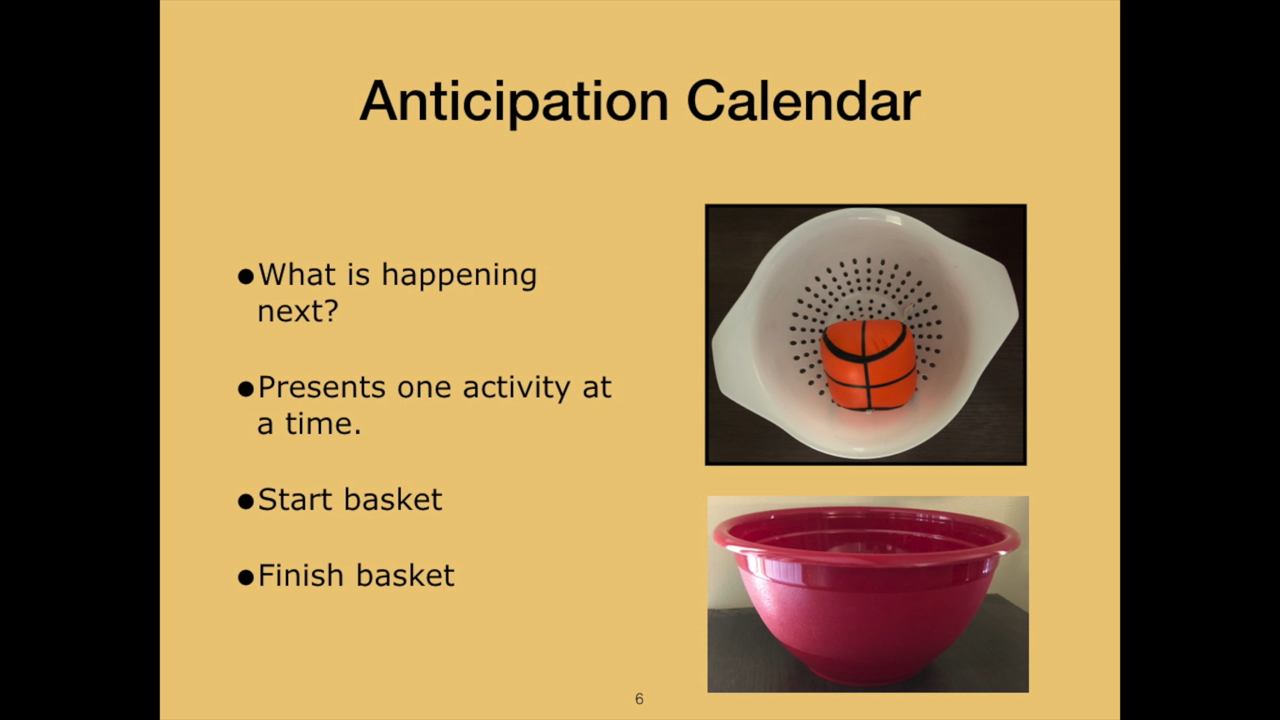 Anticipation Calendar
•What is happening
next?
•Presents one activity at
a time.
•Start basket
•Finish basket
6